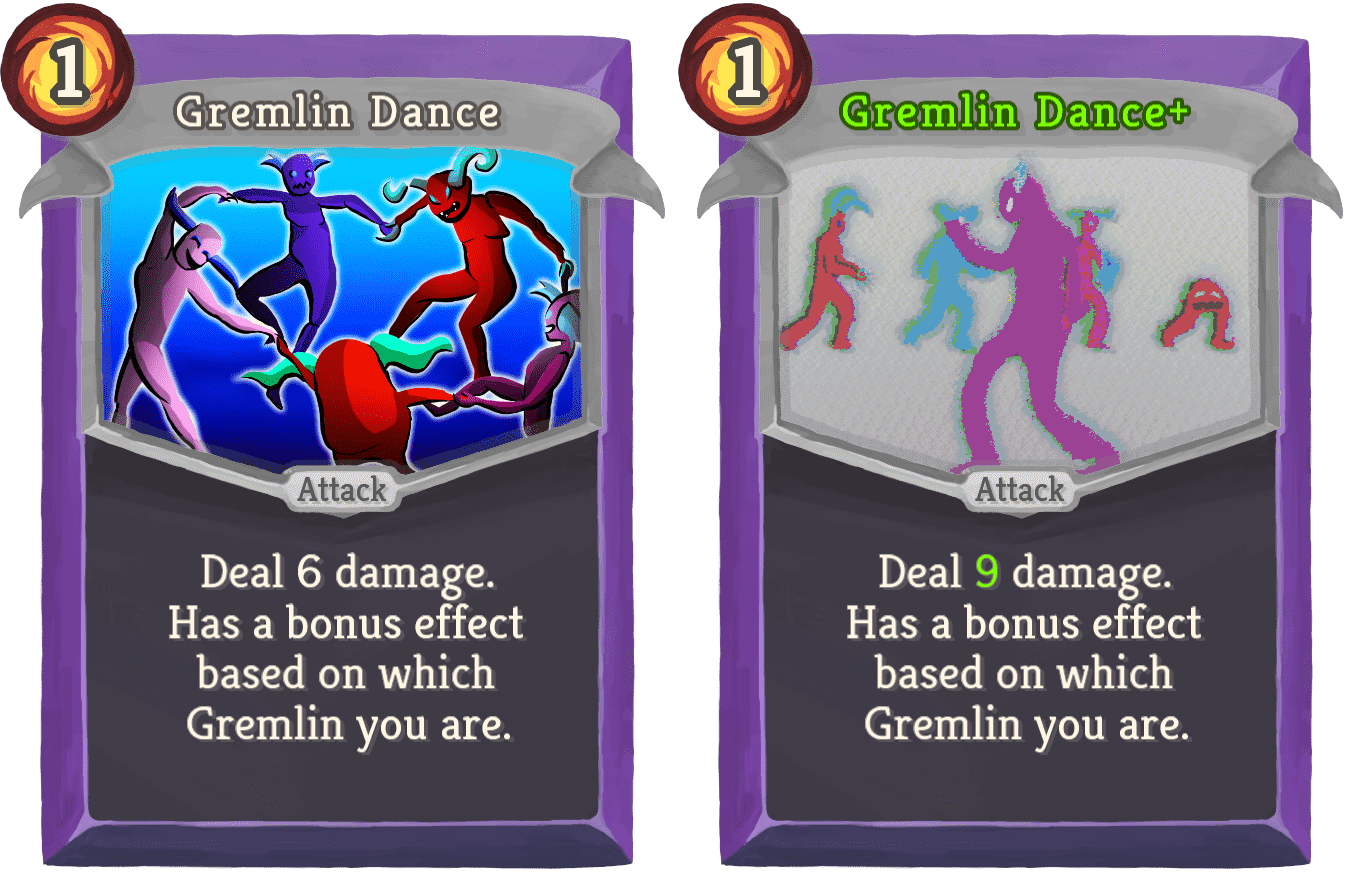 1
Gremlin Dance
Attack
Deal 6 damage.
Has a bonus effect
based on which
Gremlin you are.
1
Gremlin Dance+
Attack
Deal 9 damage.
Has a bonus effect
based on which
Gremlin you are.